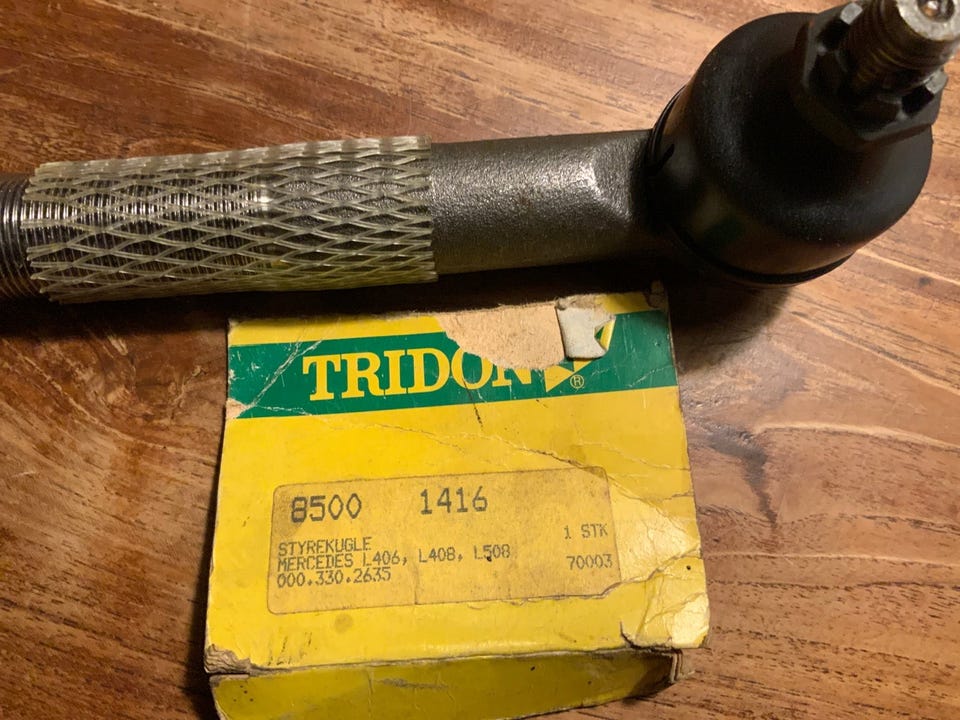 TRIDON
®
8500 1416
STYREKUGLE 1 STK
MERCEDES L406, L408, L508
000.330.2635 70003